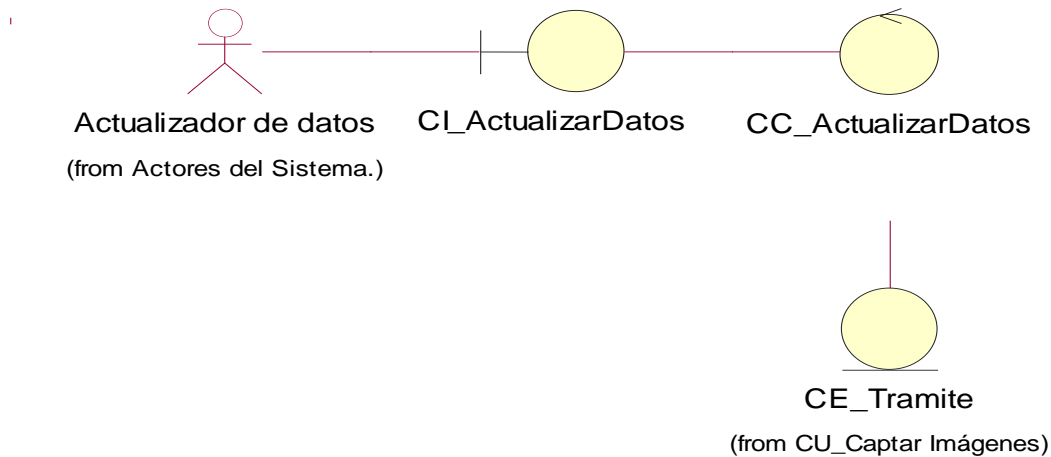 Actualizador de datos
(from Actores del Sistema.)
CI_ActualizarDatos
CC_ActualizarDatos
CE_Tramite
(from CU_Captar Imágenes)